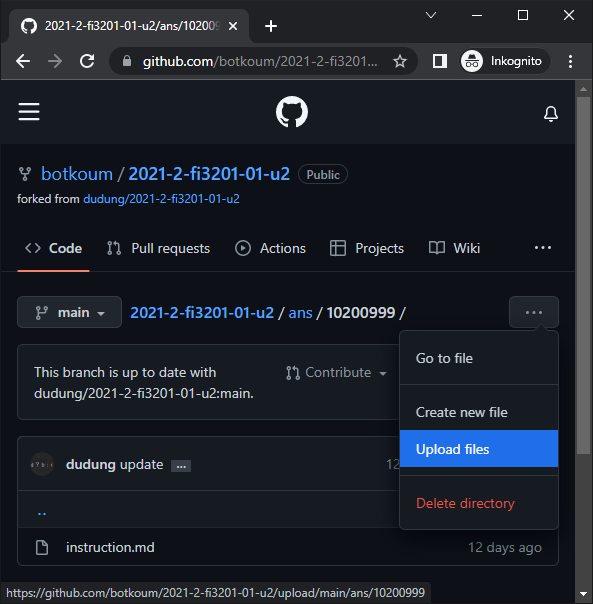 2021-2-fi3201-01-u2/ans/10200
github.com/botkoum/2021-2-fi3201...
Inkognito
botkoum / 2021-2-fi3201-01-u2 Public
forked from dudung/2021-2-fi3201-01-u2
Code Pull requests Actions Projects Wiki ...
main 2021-2-fi3201-01-u2 / ans / 10200999 / ...
This branch is up to date with
dudung/2021-2-fi3201-01-u2:main.
Contribute
Go to file
Create new file
Upload files
Delete directory
dudung update ... 12
..
instruction.md 12 days ago
https://github.com/botkoum/2021-2-fi3201-01-u2/upload/main/ans/10200999